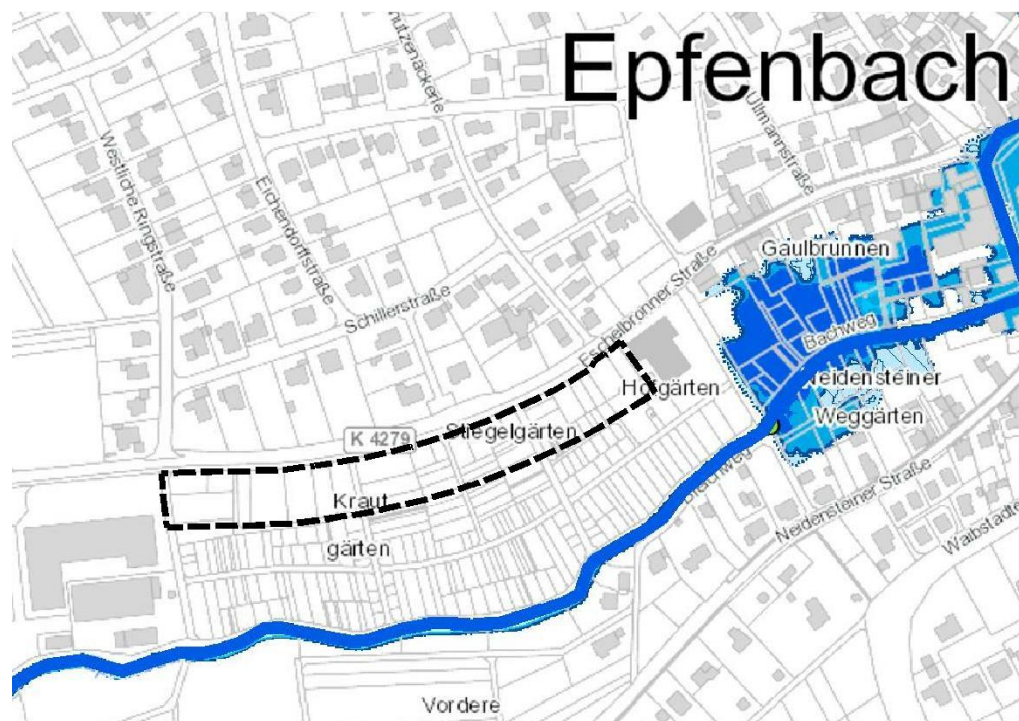 Epfenbach
Westliche Ringstraße
Eichendorffstraße
Ullmannstraße
Gaulbrunnen
Schillerstraße
Eschelbronner Straße
Bachweg
Hofgärten
Neidensteiner
Weggärten
K 4279
Stiegelgärten
Kraut
gärten
Neidensteiner Straße
Vordere